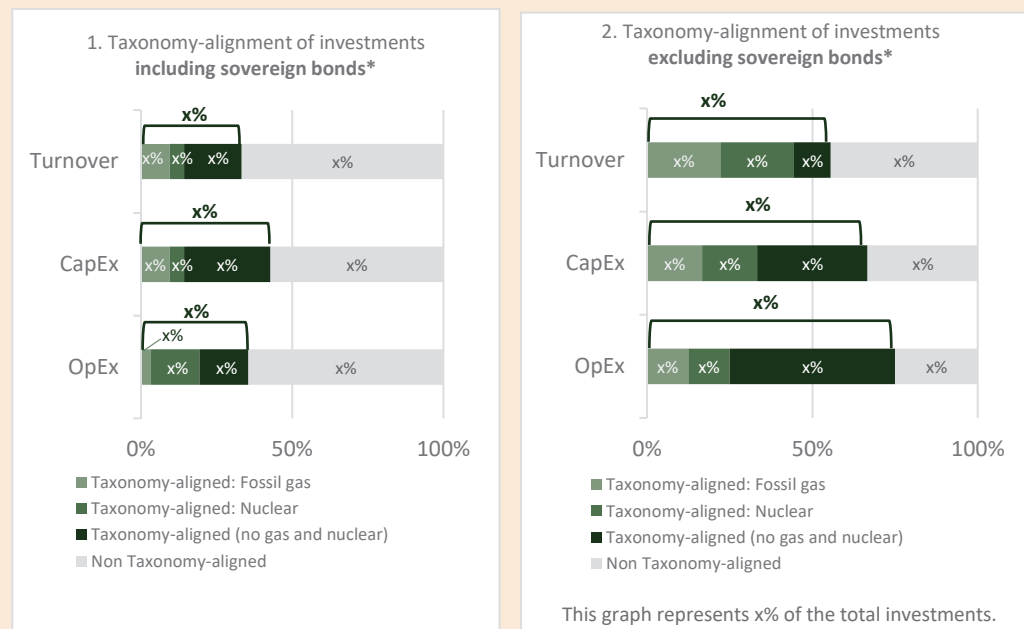 1. Taxonomy-alignment of investments
including sovereign bonds*
x%
Turnover
x% x% x% x%
x%
CapEx
x% x% x% x%
x%
x%
OpEx
x% x% x%
0% 50% 100%
Taxonomy-aligned: Fossil gas
Taxonomy-aligned: Nuclear
Taxonomy-aligned (no gas and nuclear)
Non Taxonomy-aligned
2. Taxonomy-alignment of investments
excluding sovereign bonds*
x%
Turnover
x% x% x% x%
x%
CapEx
x% x% x% x%
x%
OpEx
x% x% x% x%
0% 50% 100%
Taxonomy-aligned: Fossil gas
Taxonomy-aligned: Nuclear
Taxonomy-aligned (no gas and nuclear)
Non Taxonomy-aligned
This graph represents x% of the total investments.